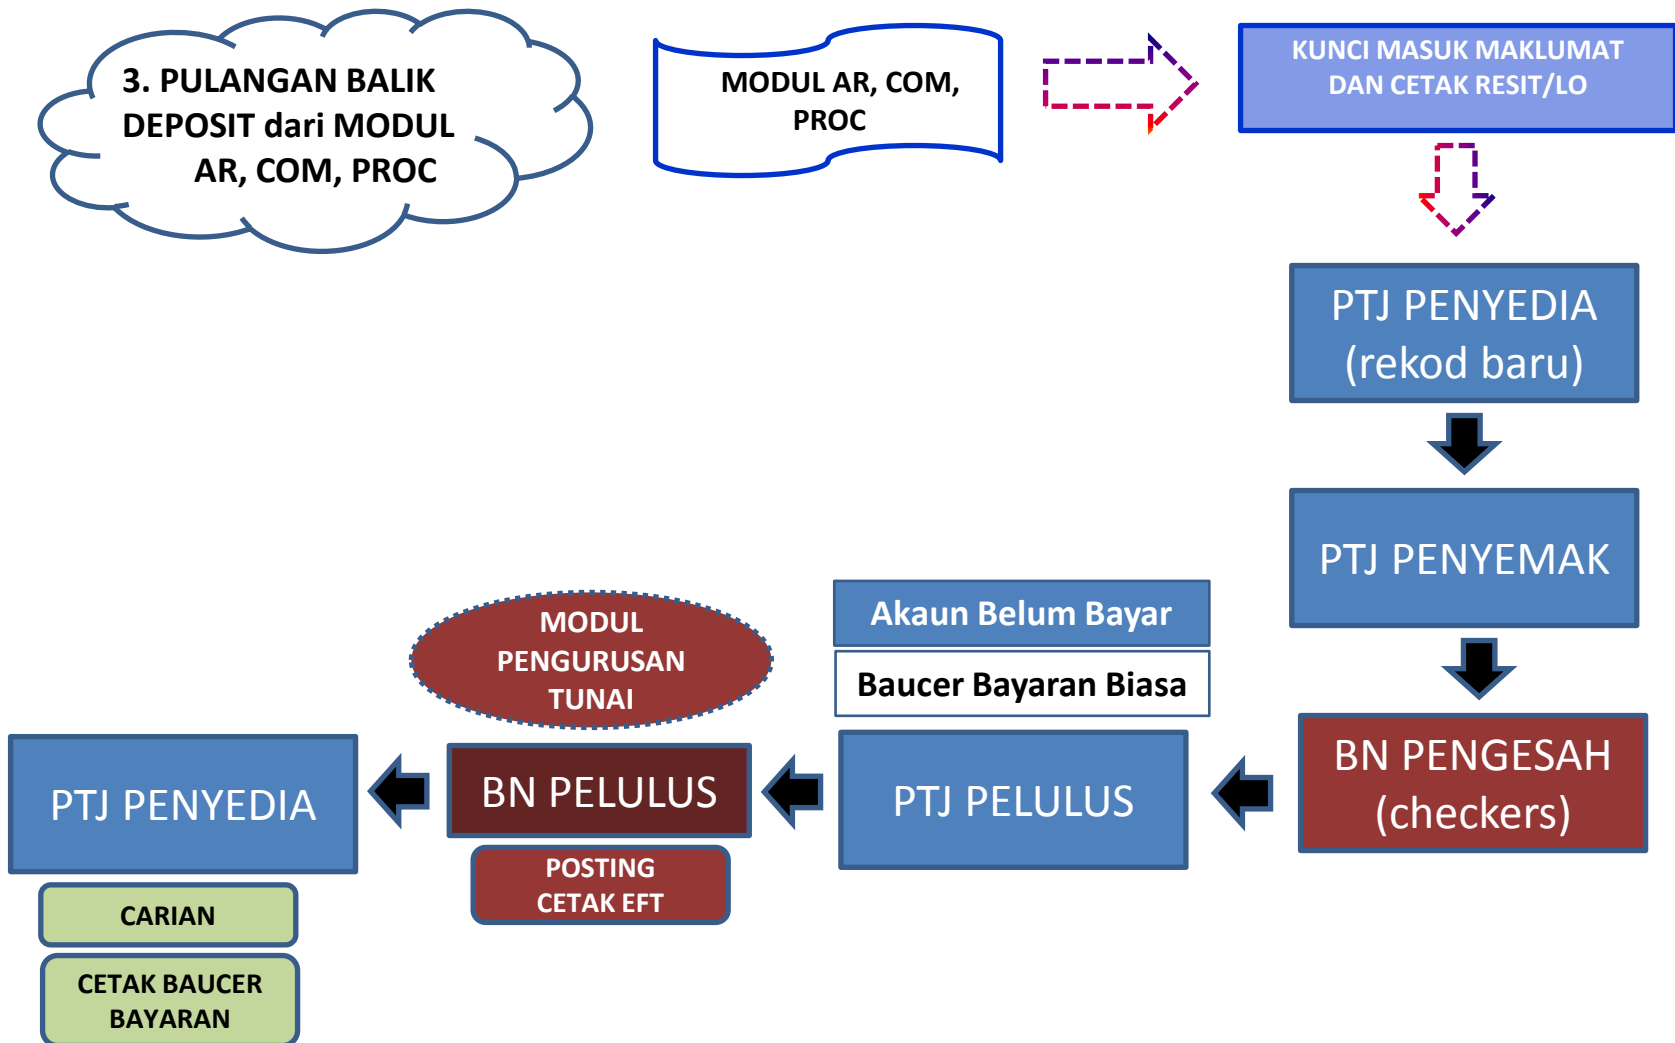 3. PULANGAN BALIK
DEPOSIT dari MODUL
AR, COM, PROC
MODUL AR, COM,
PROC
KUNCI MASUK MAKLUMAT
DAN CETAK RESIT/LO
PTJ PENYEDIA
(rekod baru)
PTJ PENYEMAK
BN PENGESAH
(checkers)
Akaun Belum Bayar
Baucer Bayaran Biasa
PTJ PELULUS
MODUL
PENGURUSAN
TUNAI
BN PELULUS
POSTING
CETAK EFT
PTJ PENYEDIA
CARIAN
CETAK BAUCER
BAYARAN